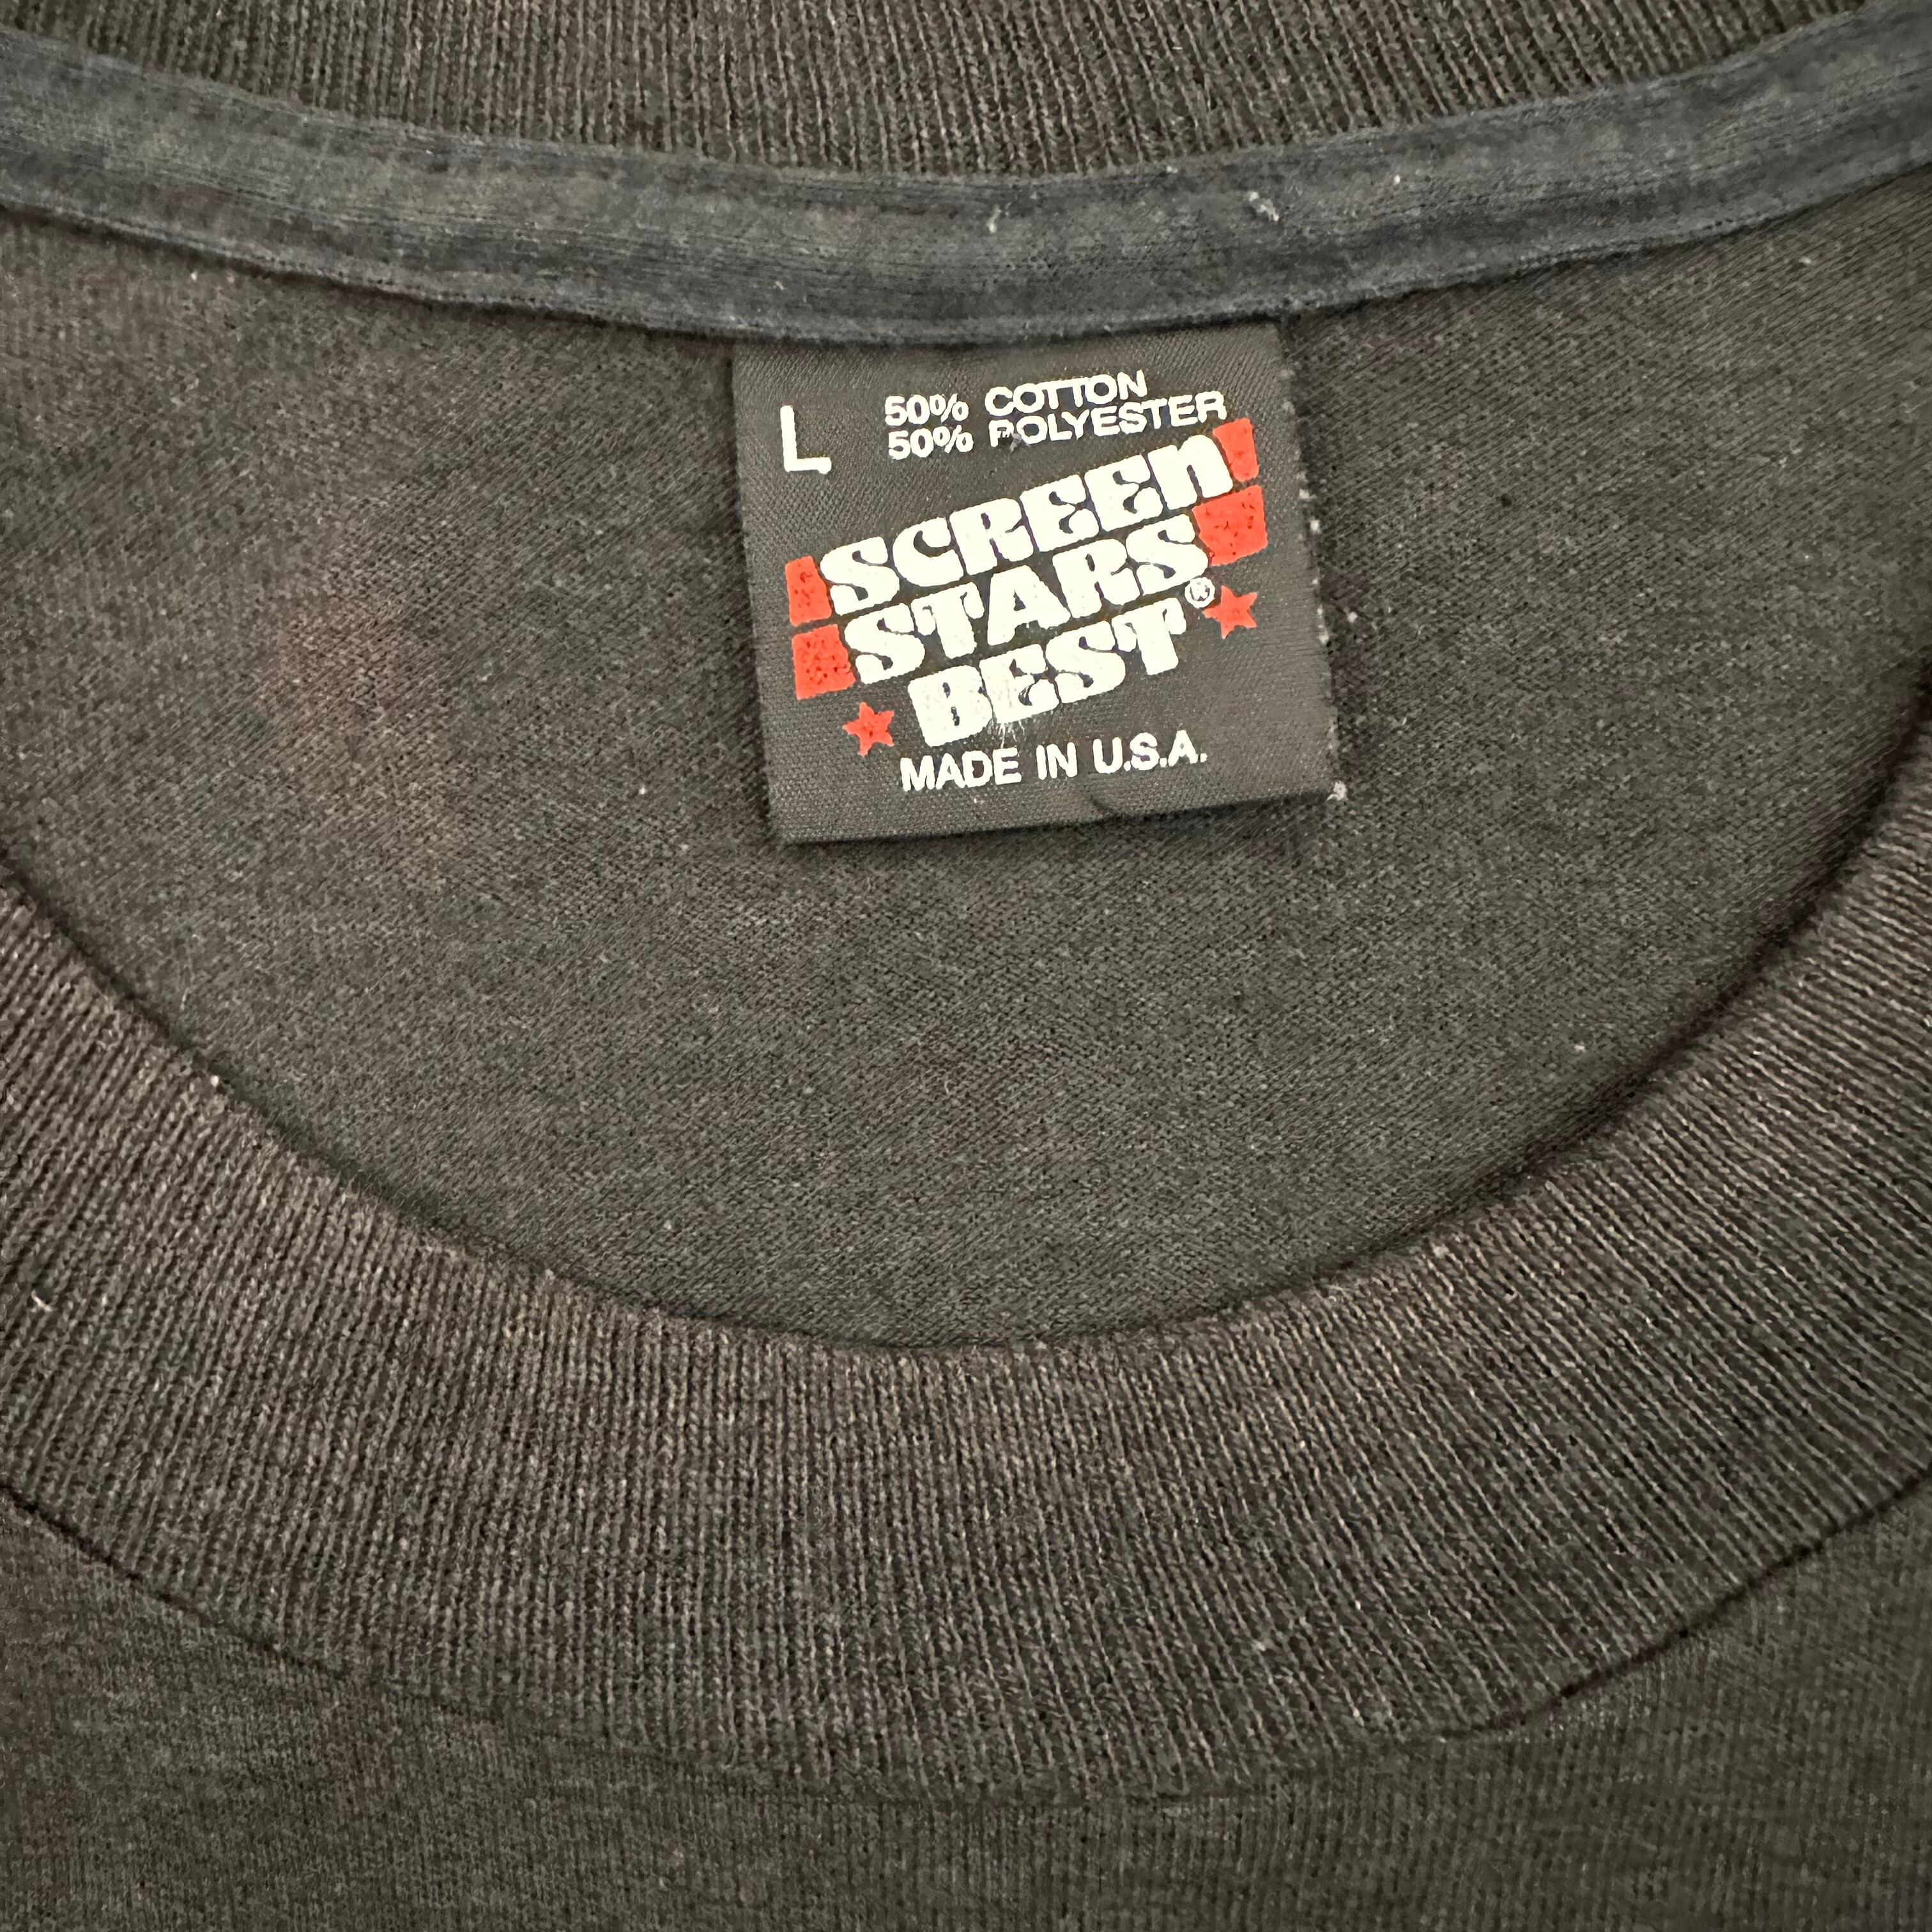 L
50% COTTON
50% POLYESTER
SCREEN
STARS
BEST®
MADE IN U.S.A.